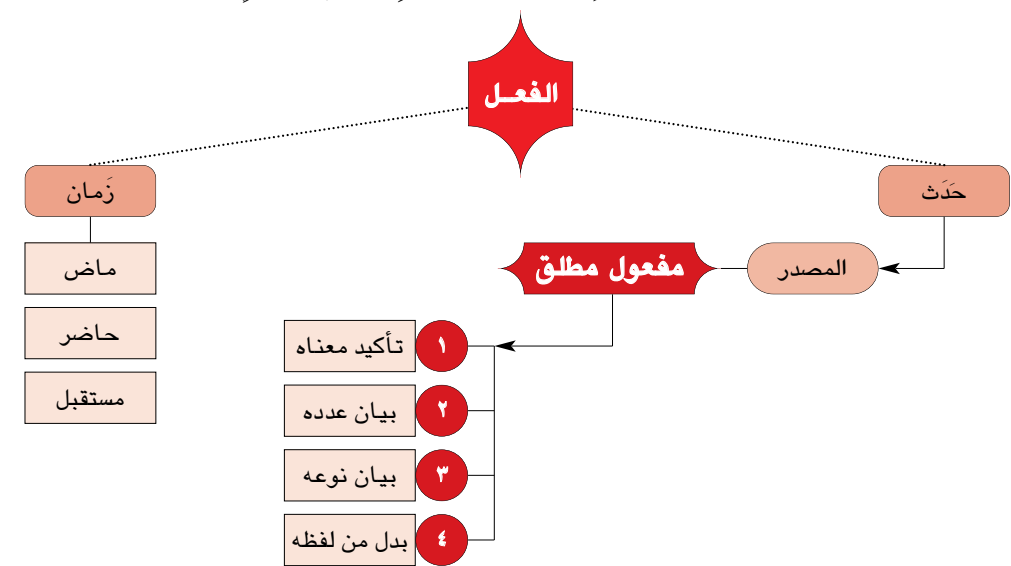 الفعـل
حَدَث
زَمان
المصدر
مفعول مطلق
ماض
حاضر
مستقبل
١ تأكيد معناه
٢ بيان عدده
٣ بيان نوعه
٤ بدل من لفظه